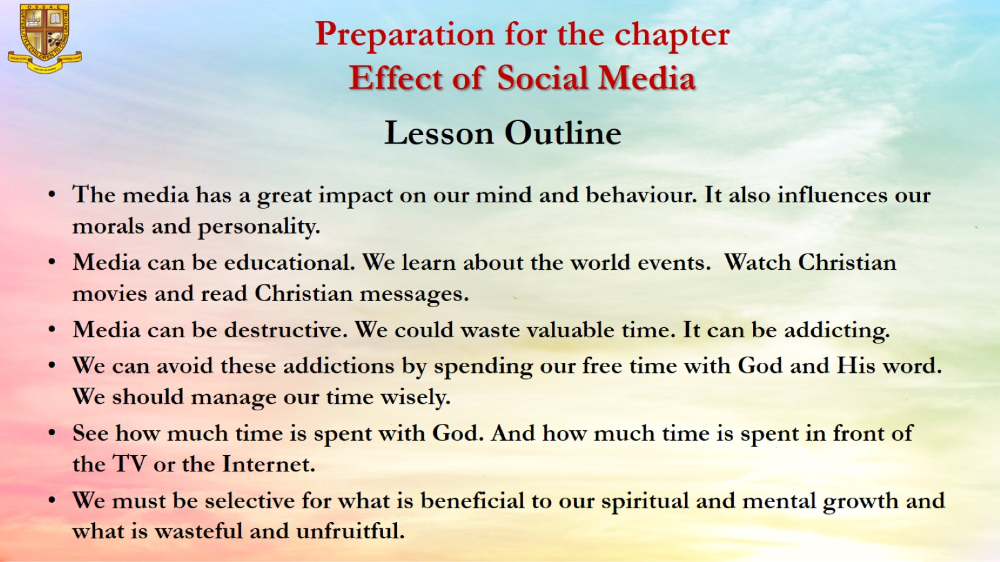 O.S.S.A.E
SUFFER LITTLE CHILDREN TO COME UNTO ME
Preparation for the chapter
Effect of Social Media
Lesson Outline
• The media has a great impact on our mind and behaviour. It also influences our
morals and personality.
• Media can be educational. We learn about the world events.  Watch Christian
movies and read Christian messages.
• Media can be destructive. We could waste valuable time. It can be addicting.
• We can avoid these addictions by spending our free time with God and His word.
We should manage our time wisely.
• See how much time is spent with God. And how much time is spent in front of
the TV or the Internet.
• We must be selective for what is beneficial to our spiritual and mental growth and
what is wasteful and unfruitful.